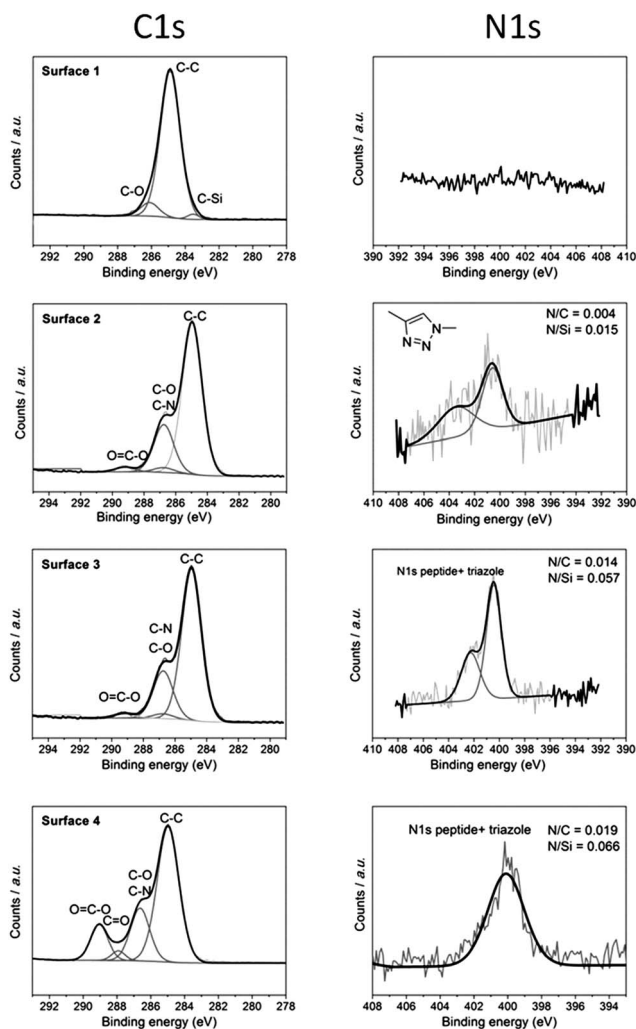 C1s
N1s
Surface 1
C-C
C-O
C-Si
Counts / a.u.
292 290 288 286 284 282 280 278
Binding energy (eV)
Counts / a.u.
390 392 394 396 398 400 402 404 406 408 410
Binding energy (eV)
Surface 2
C-C
C-O
C-N
O=C-O
Counts / a.u.
295 292 290 288 286 284 282 280
Binding energy (eV)
N/C = 0.004
N/Si = 0.015
N
N=N
Counts / a.u.
410 408 406 404 402 400 398 396 394 392 390
Binding energy (eV)
Surface 3
C-C
C-N
C-O
O=C-O
Counts / a.u.
295 292 290 288 286 284 282 280
Binding energy (eV)
N1s peptide+ triazole
N/C = 0.014
N/Si = 0.057
Counts / a.u.
410 408 406 404 402 400 398 396 394 392 390
Binding energy (eV)
Surface 4
C-C
C-O
C-N
O=C-O
C=O
Counts / a.u.
292 290 288 286 284 282 280 278
Binding energy (eV)
N1s peptide+ triazole
N/C = 0.019
N/Si = 0.066
Counts / a.u.
408 406 404 402 400 398 396 394 393
Binding energy (eV)